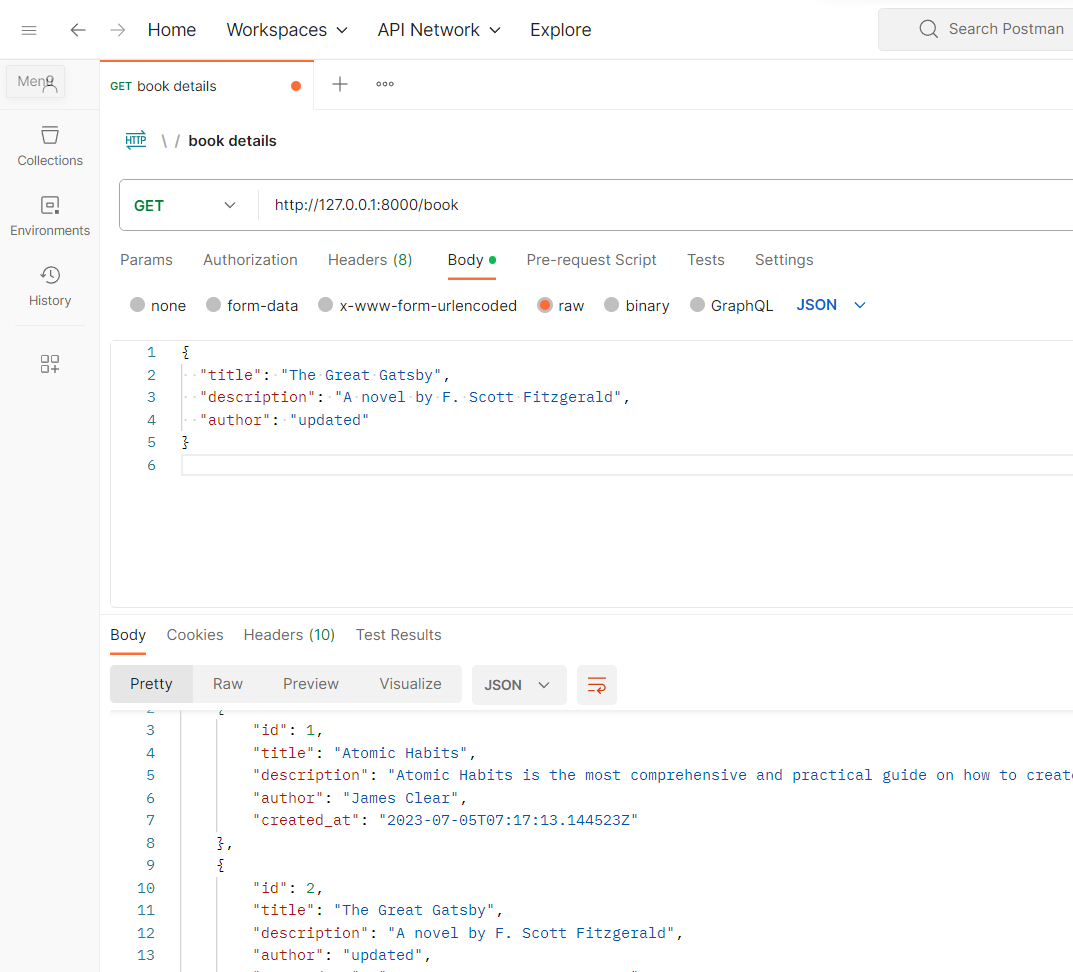 Home Workspaces API Network Explore Search Postman
Menu GET book details
HTTP \ / book details
Collections
GET http://127.0.0.1:8000/book
Environments
Params Authorization Headers (8) Body Pre-request Script Tests Settings
History
none form-data x-www-form-urlencoded raw binary GraphQL JSON
1 {
2 "title": "The Great Gatsby",
3 "description": "A novel by F. Scott Fitzgerald",
4 "author": "updated"
5 }
6
Body Cookies Headers (10) Test Results
Pretty Raw Preview Visualize JSON
2 {
3 "id": 1,
4 "title": "Atomic Habits",
5 "description": "Atomic Habits is the most comprehensive and practical guide on how to create
6 "author": "James Clear",
7 "created_at": "2023-07-05T07:17:13.144523Z"
8 },
9 {
10 "id": 2,
11 "title": "The Great Gatsby",
12 "description": "A novel by F. Scott Fitzgerald",
13 "author": "updated",